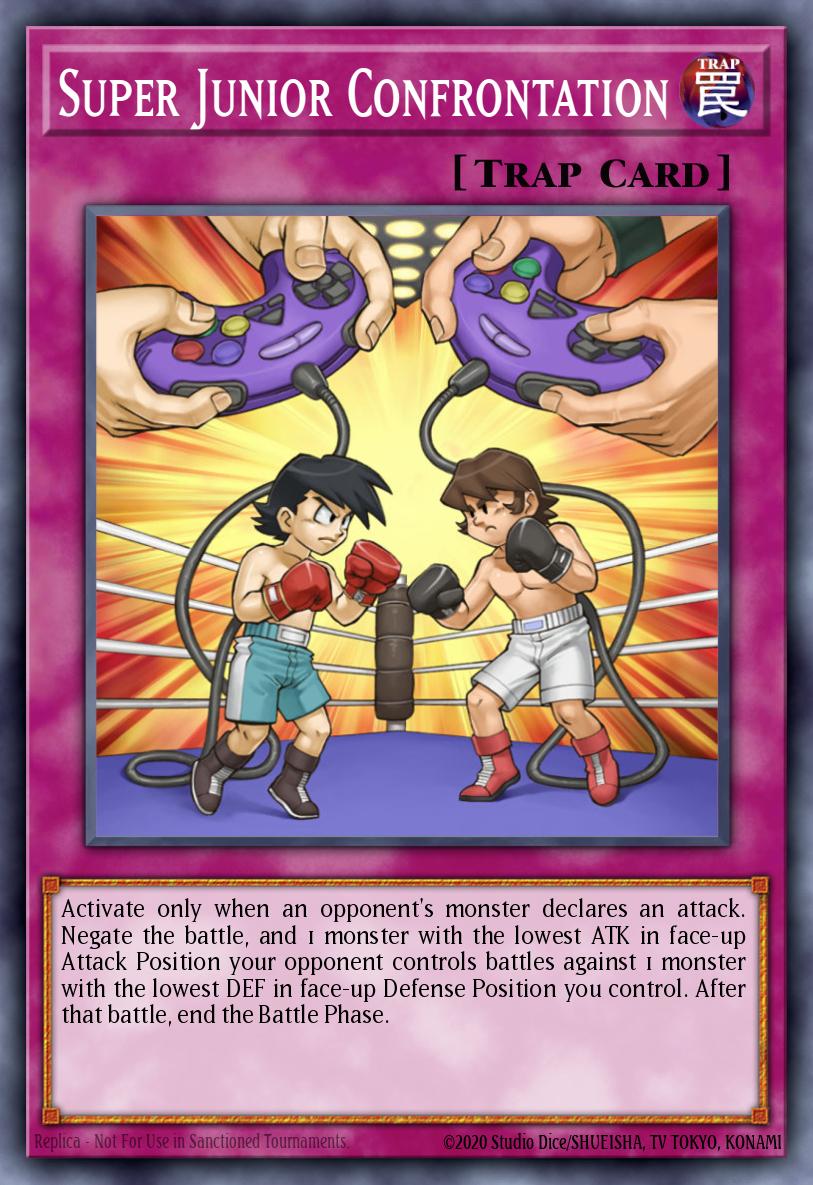 SUPER JUNIOR CONFRONTATION
TRAP
罠
[TRAP CARD]
Activate only when an opponent's monster declares an attack.
Negate the battle, and 1 monster with the lowest ATK in face-up
Attack Position your opponent controls battles against 1 monster
with the lowest DEF in face-up Defense Position you control. After
that battle, end the Battle Phase.
Replica - Not For Use in Sanctioned Tournaments.
©2020 Studio Dice/SHUEISHA, TV TOKYO, KONAMI